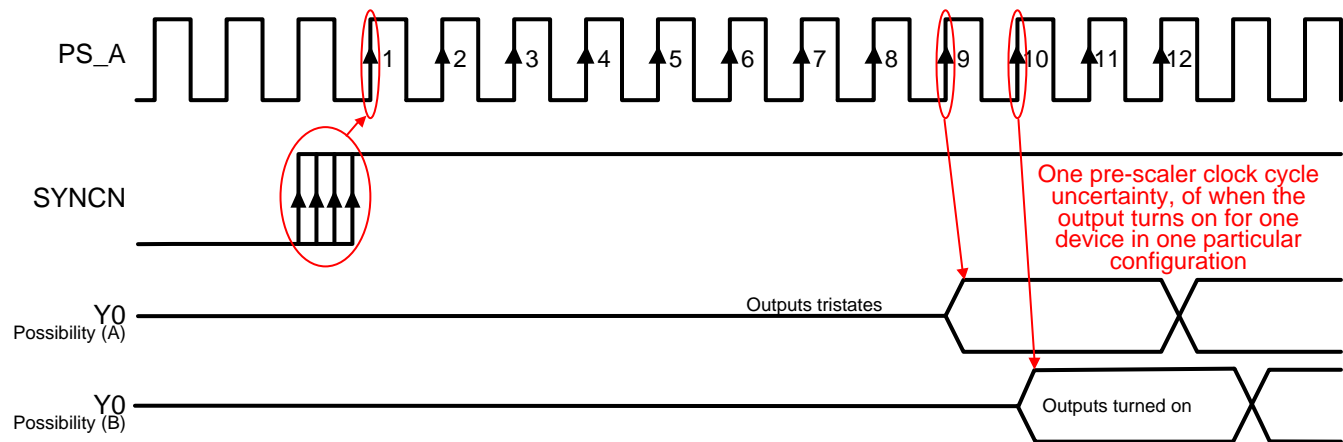 PS_A
1 2 3 4 5 6 7 8 9 10 11 12
SYNCN
One pre-scaler clock cycle
uncertainty, of when the
output turns on for one
device in one particular
configuration
Y0
Possibility (A)
Outputs tristates
Y0
Possibility (B)
Outputs turned on